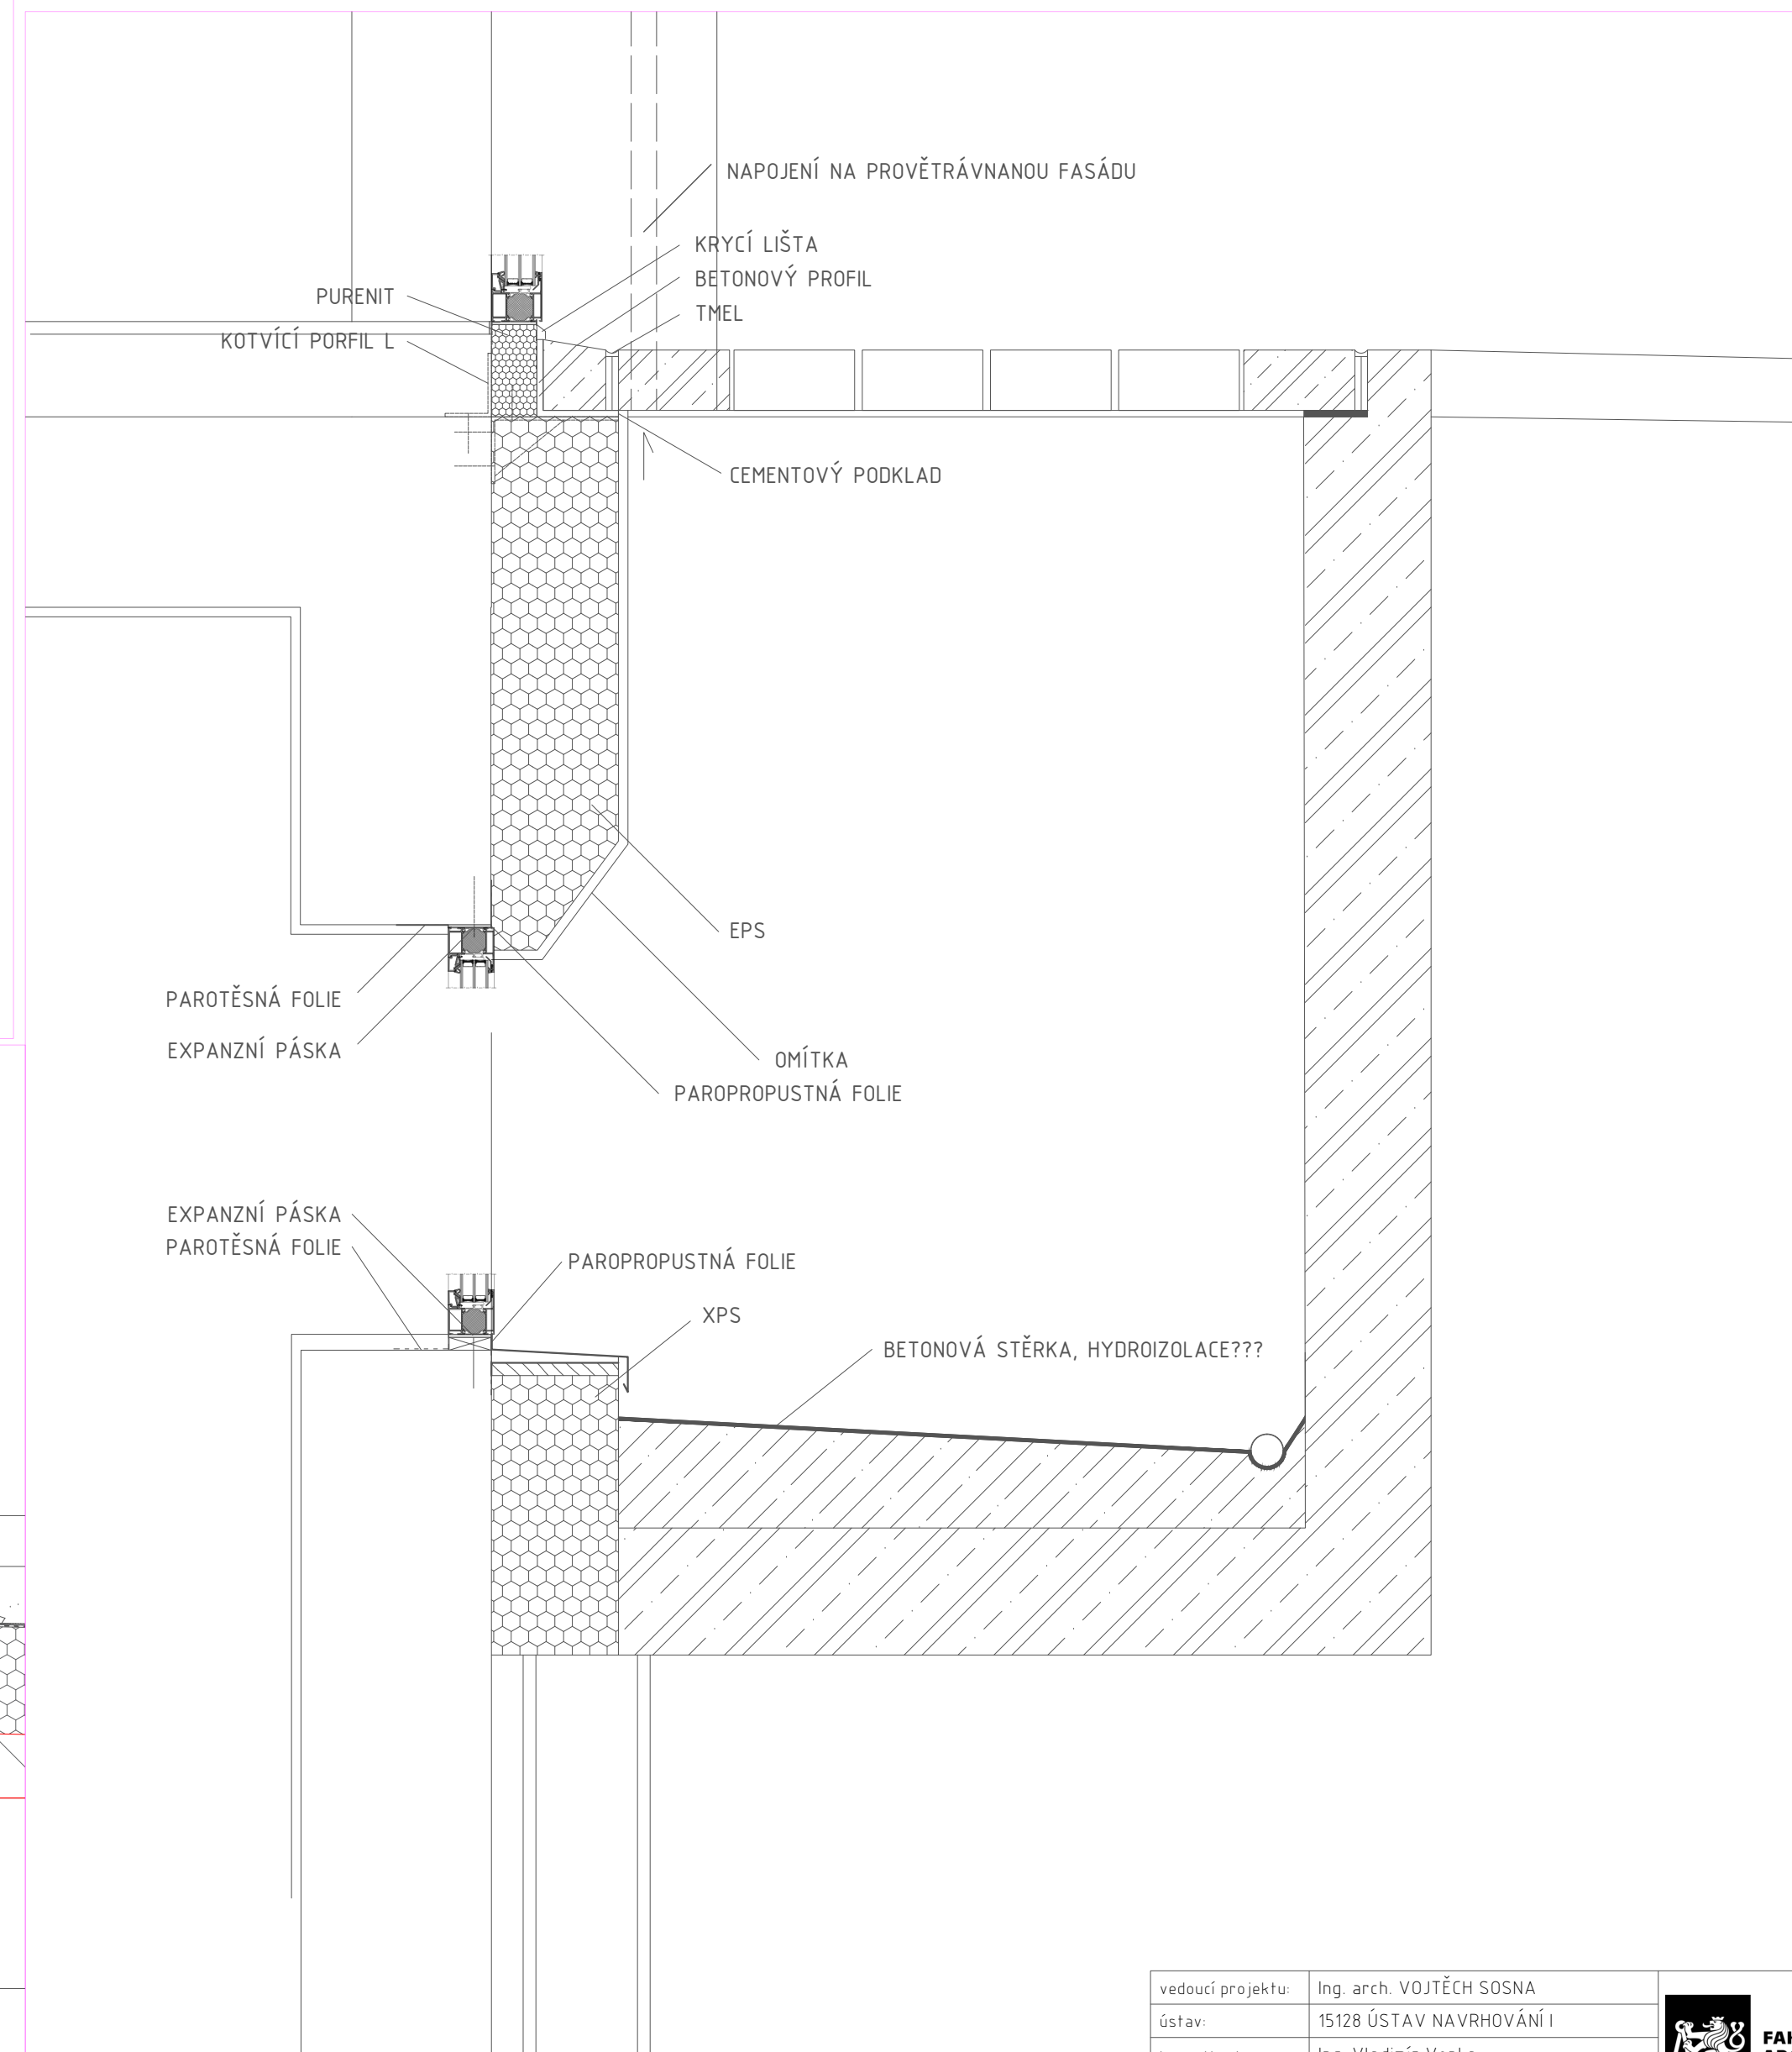 NAPOJENÍ NA PROVĚTRÁVNANOU FASÁDU
KRYCÍ LIŠTA
BETONOVÝ PROFIL
TMEL
PURENIT
KOTVÍCÍ PORFIL L
CEMENTOVÝ PODKLAD
EPS
PAROTĚSNÁ FOLIE
EXPANZNÍ PÁSKA
OMÍTKA
PAROPROPUSTNÁ FOLIE
EXPANZNÍ PÁSKA
PAROTĚSNÁ FOLIE
PAROPROPUSTNÁ FOLIE
XPS
BETONOVÁ STĚRKA, HYDROIZOLACE???
vedoucí projektu: Ing. arch. VOJTĚCH SOSNA
ústav: 15128 ÚSTAV NAVRHOVÁNÍ I